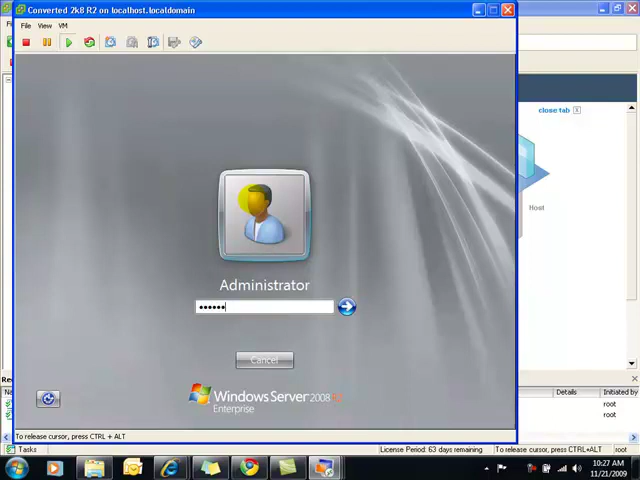 Converted 2k8 R2 on localhost.localdomain
File View VM
close tab
Host
Administrator
••••••
Cancel
Windows Server 2008 R2
Enterprise
Details
Initiated by
root
root
To release cursor, press CTRL + ALT
Tasks
License Period: 63 days remaining
To release cursor, press CTRL+ALT
root
10:27 AM
11/21/2009